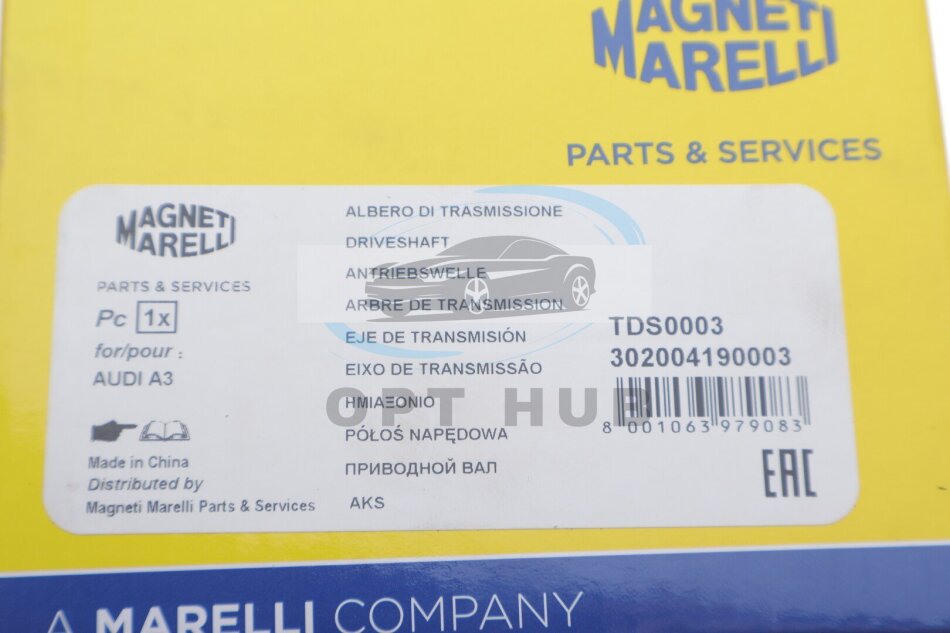 MAGNETI
MARELLI
PARTS & SERVICES
MAGNETI
MARELLI
PARTS & SERVICES
Pc 1x
for/pour :
AUDI A3
Made in China
Distributed by
Magneti Marelli Parts & Services
ALBERO DI TRASMISSIONE
DRIVESHAFT
ANTRIEBSWELLE
ARBRE DE TRANSMISSION
EJE DE TRANSMISIÓN
EIXO DE TRANSMISSÃO
ΗΜΙΑΞΟΝΙΟ
PÓŁOŚ NAPĘDOWA
ПРИВОДНОЙ ВАЛ
AKS
OPT HUB
TDS0003
302004190003
8 001063 979083
EAC
A MARELLI COMPANY